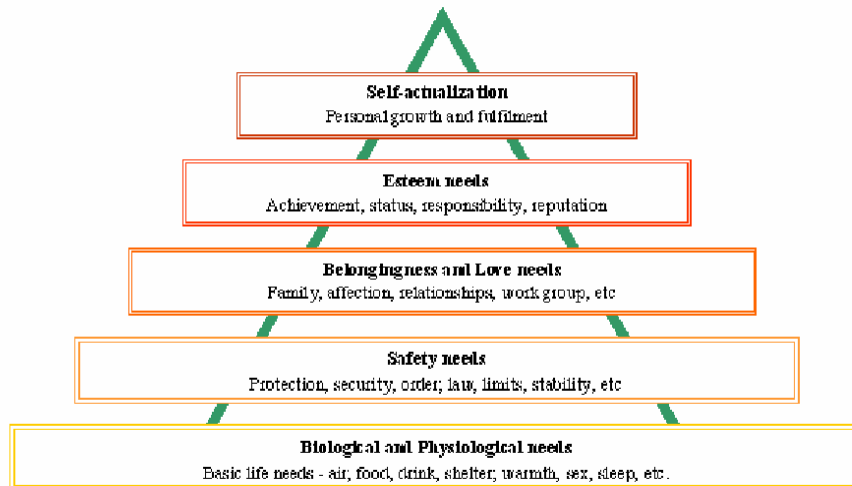 Self-actualization
Personal growth and fulfilment
Esteem needs
Achievement, status, responsibility, reputation
Belongingness and Love needs
Family, affection, relationships, work group, etc
Safety needs
Protection, security, order, law, limits, stability, etc
Biological and Physiological needs
Basic life needs - air, food, drink, shelter, warmth, sex, sleep, etc.